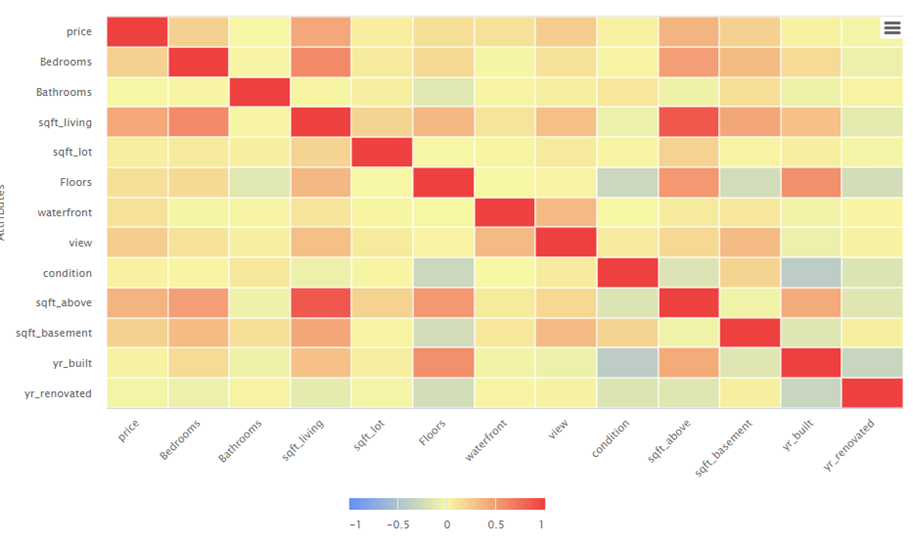 price
Bedrooms
Bathrooms
sqft_living
sqft_lot
Floors
waterfront
view
condition
sqft_above
sqft_basement
yr_built
yr_renovated
Attributes
price Bedrooms Bathrooms sqft_living sqft_lot Floors waterfront view condition sqft_above sqft_basement yr_built yr_renovated
-1 -0.5 0 0.5 1